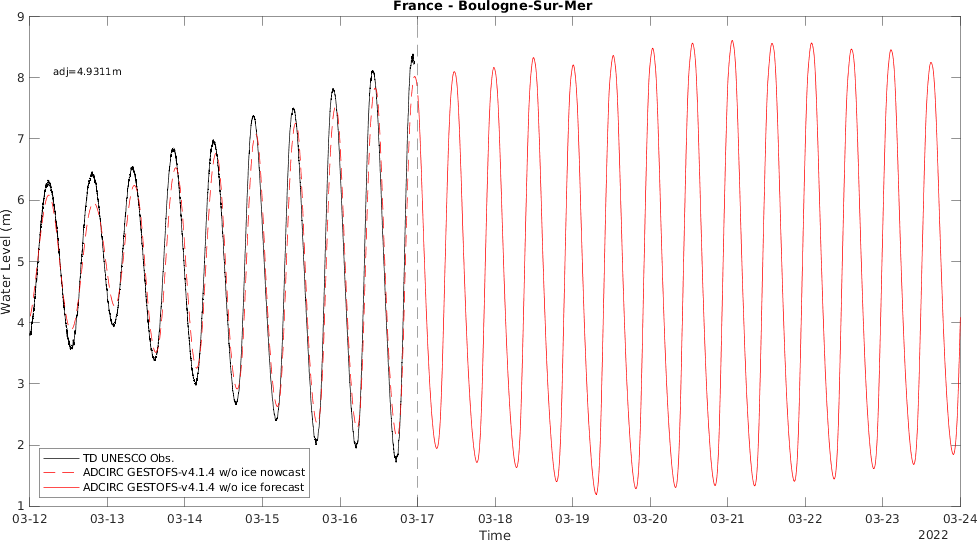 France - Boulogne-Sur-Mer
9
8
7
6
5
4
3
2
1
Water Level (m)
adj=4.9311m
TD UNESCO Obs.
ADCIRC GESTOFS-v4.1.4 w/o ice nowcast
ADCIRC GESTOFS-v4.1.4 w/o ice forecast
03-12 03-13 03-14 03-15 03-16 03-17 03-18 03-19 03-20 03-21 03-22 03-23 03-24
Time
2022